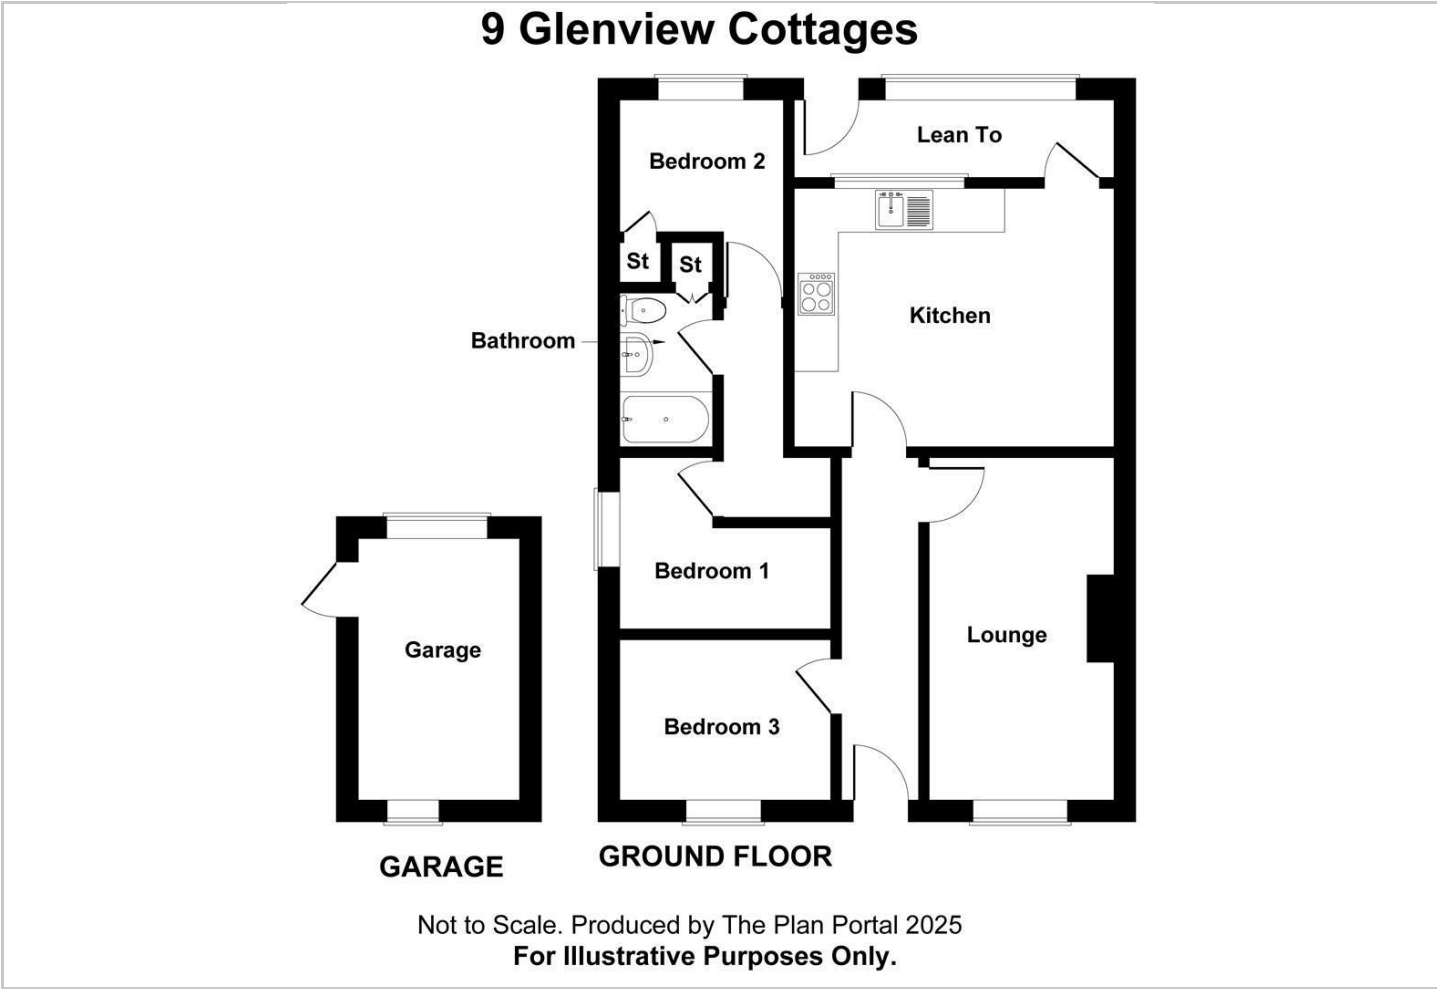 9 Glenview Cottages
Lean To
Bedroom 2
St
St
Kitchen
Bathroom
Bedroom 1
Lounge
Garage
Bedroom 3
GROUND FLOOR
GARAGE
Not to Scale. Produced by The Plan Portal 2025
For Illustrative Purposes Only.